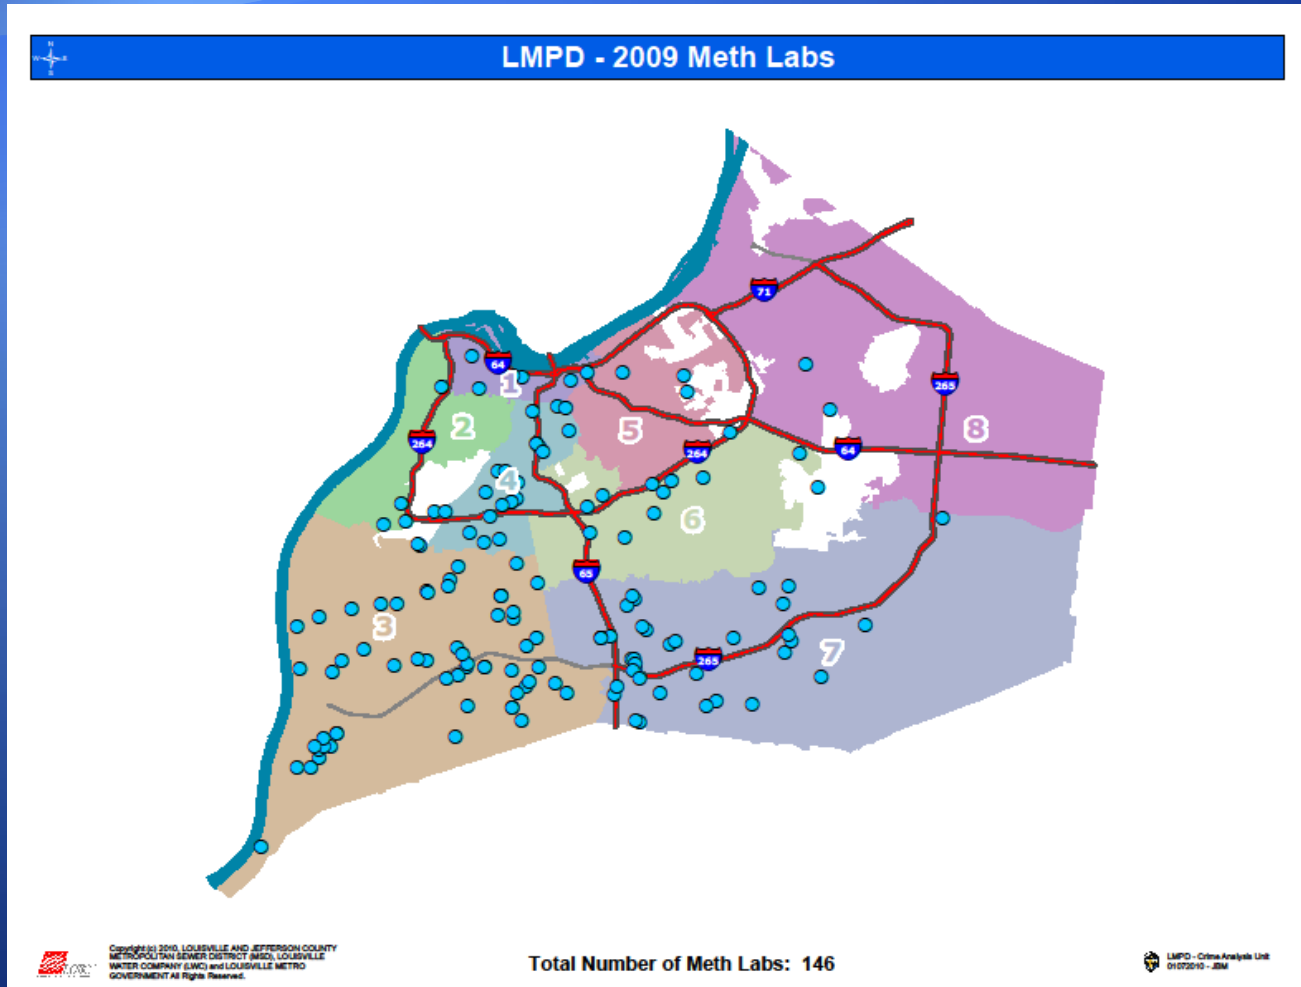 LMPD - 2009 Meth Labs
N
W
E
S
71
64
1
265
2
264
5
8
264
64
4
6
65
3
265
7
Copyright (c) 2010, LOUISVILLE AND JEFFERSON COUNTY
METROPOLITAN SEWER DISTRICT (MSD), LOUISVILLE
WATER COMPANY (LWC) and LOUISVILLE METRO
GOVERNMENT All Rights Reserved.
Total Number of Meth Labs: 146
LMPD - Crime Analysis Unit
01072010 - JBM